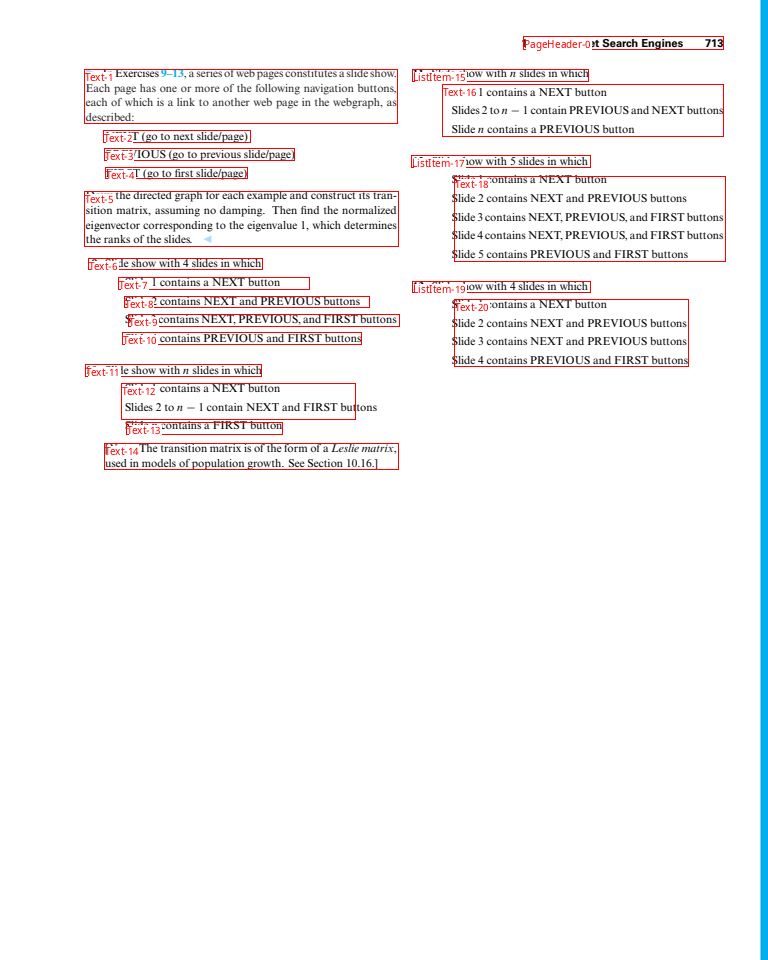 PageHeader-0 et Search Engines 713
Text-1 Exercises 9–13, a series of web pages constitutes a slide show.
Each page has one or more of the following navigation buttons,
each of which is a link to another web page in the webgraph, as
described:
Text-2 T (go to next slide/page)
Text-3 IOUS (go to previous slide/page)
Text-4 T (go to first slide/page)
Text-5 the directed graph for each example and construct its tran-
sition matrix, assuming no damping. Then find the normalized
eigenvector corresponding to the eigenvalue 1, which determines
the ranks of the slides.
Text-6 de show with 4 slides in which
Text-7 1 contains a NEXT button
Text-8 2 contains NEXT and PREVIOUS buttons
Text-9 contains NEXT, PREVIOUS, and FIRST buttons
Text-10 contains PREVIOUS and FIRST buttons
Text-11 de show with n slides in which
Text-12 contains a NEXT button
Slides 2 to n − 1 contain NEXT and FIRST buttons
Text-13 contains a FIRST button
Text-14 The transition matrix is of the form of a Leslie matrix,
used in models of population growth. See Section 10.16.]
ListItem-15 how with n slides in which
Text-16 1 contains a NEXT button
Slides 2 to n − 1 contain PREVIOUS and NEXT buttons
Slide n contains a PREVIOUS button
ListItem-17 how with 5 slides in which
Text-18 contains a NEXT button
Slide 2 contains NEXT and PREVIOUS buttons
Slide 3 contains NEXT, PREVIOUS, and FIRST buttons
Slide 4 contains NEXT, PREVIOUS, and FIRST buttons
Slide 5 contains PREVIOUS and FIRST buttons
ListItem-19 how with 4 slides in which
Text-20 contains a NEXT button
Slide 2 contains NEXT and PREVIOUS buttons
Slide 3 contains NEXT and PREVIOUS buttons
Slide 4 contains PREVIOUS and FIRST buttons